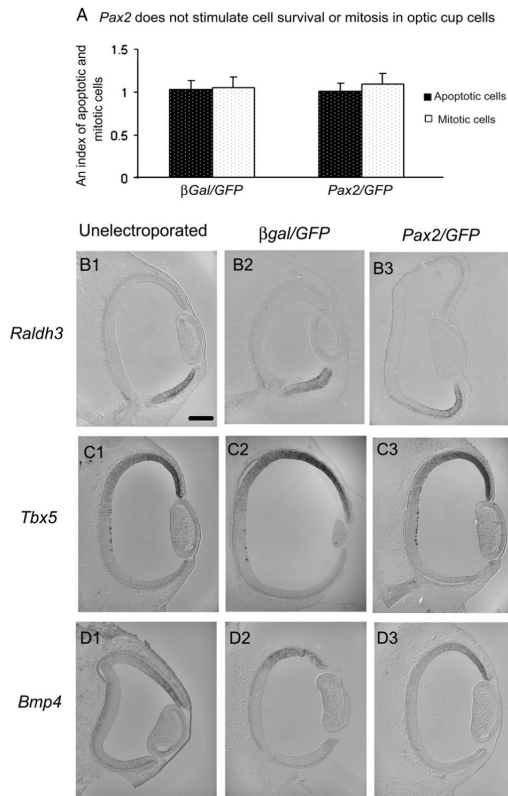 A Pax2 does not stimulate cell survival or mitosis in optic cup cells
An index of apoptotic and
mitotic cells
1.5
1
0.5
0
βGal/GFP
Pax2/GFP
Apoptotic cells
Mitotic cells
Unelectroporated
βgal/GFP
Pax2/GFP
Raldh3
B1
B2
B3
Tbx5
C1
C2
C3
Bmp4
D1
D2
D3